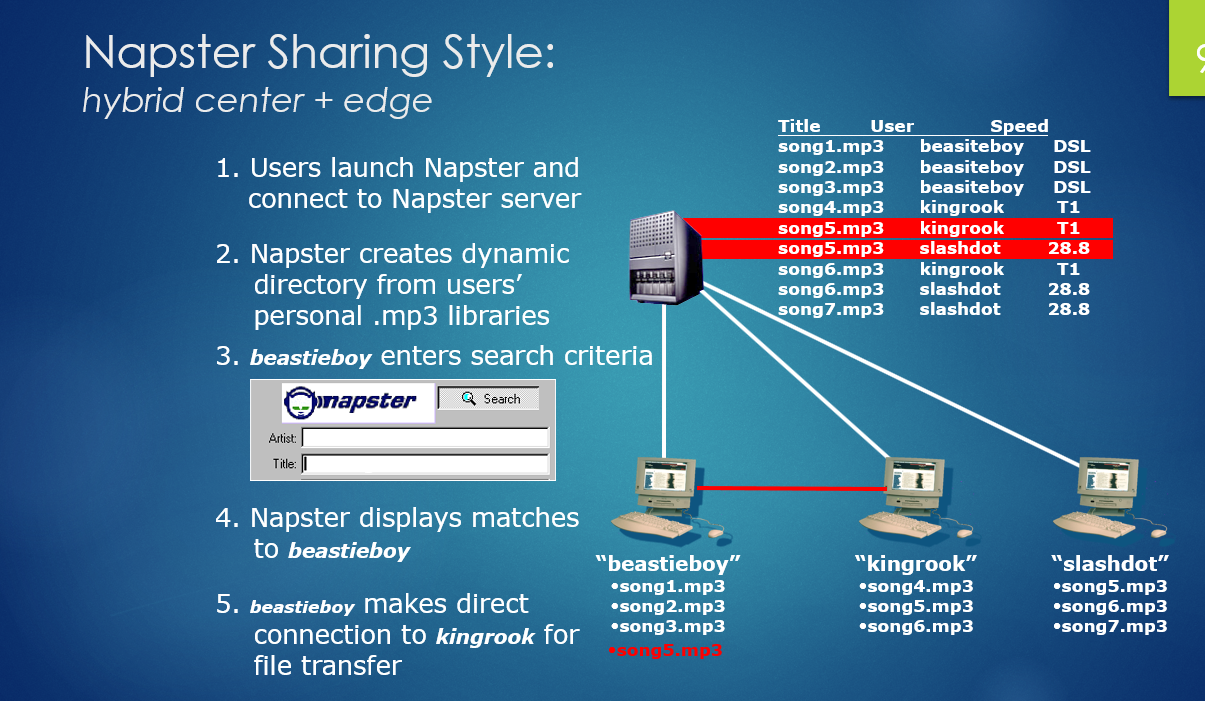 Napster Sharing Style:
hybrid center + edge
9
1. Users launch Napster and
connect to Napster server
2. Napster creates dynamic
directory from users’
personal .mp3 libraries
3. beastieboy enters search criteria
napster
Search
Artist:
Title:
4. Napster displays matches
to beastieboy
5. beastieboy makes direct
connection to kingrook for
file transfer
Title User Speed
song1.mp3 beasiteboy DSL
song2.mp3 beasiteboy DSL
song3.mp3 beasiteboy DSL
song4.mp3 kingrook T1
song5.mp3 kingrook T1
song5.mp3 slashdot 28.8
song6.mp3 kingrook T1
song6.mp3 slashdot 28.8
song7.mp3 slashdot 28.8
“beastieboy”
•song1.mp3
•song2.mp3
•song3.mp3
•song5.mp3
“kingrook”
•song4.mp3
•song5.mp3
•song6.mp3
“slashdot”
•song5.mp3
•song6.mp3
•song7.mp3